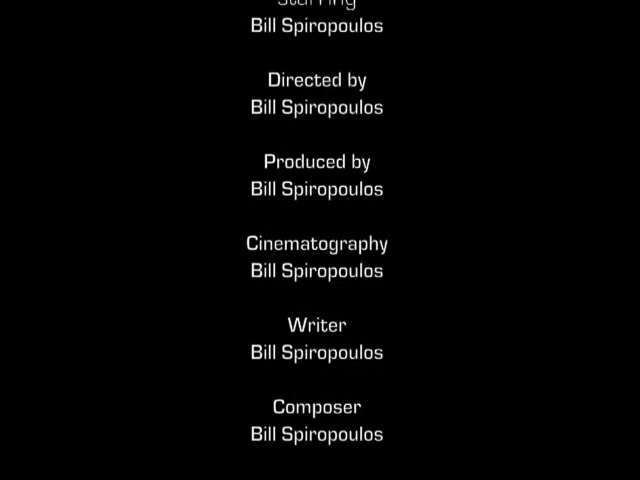 Starring
Bill Spiropoulos
Directed by
Bill Spiropoulos
Produced by
Bill Spiropoulos
Cinematography
Bill Spiropoulos
Writer
Bill Spiropoulos
Composer
Bill Spiropoulos